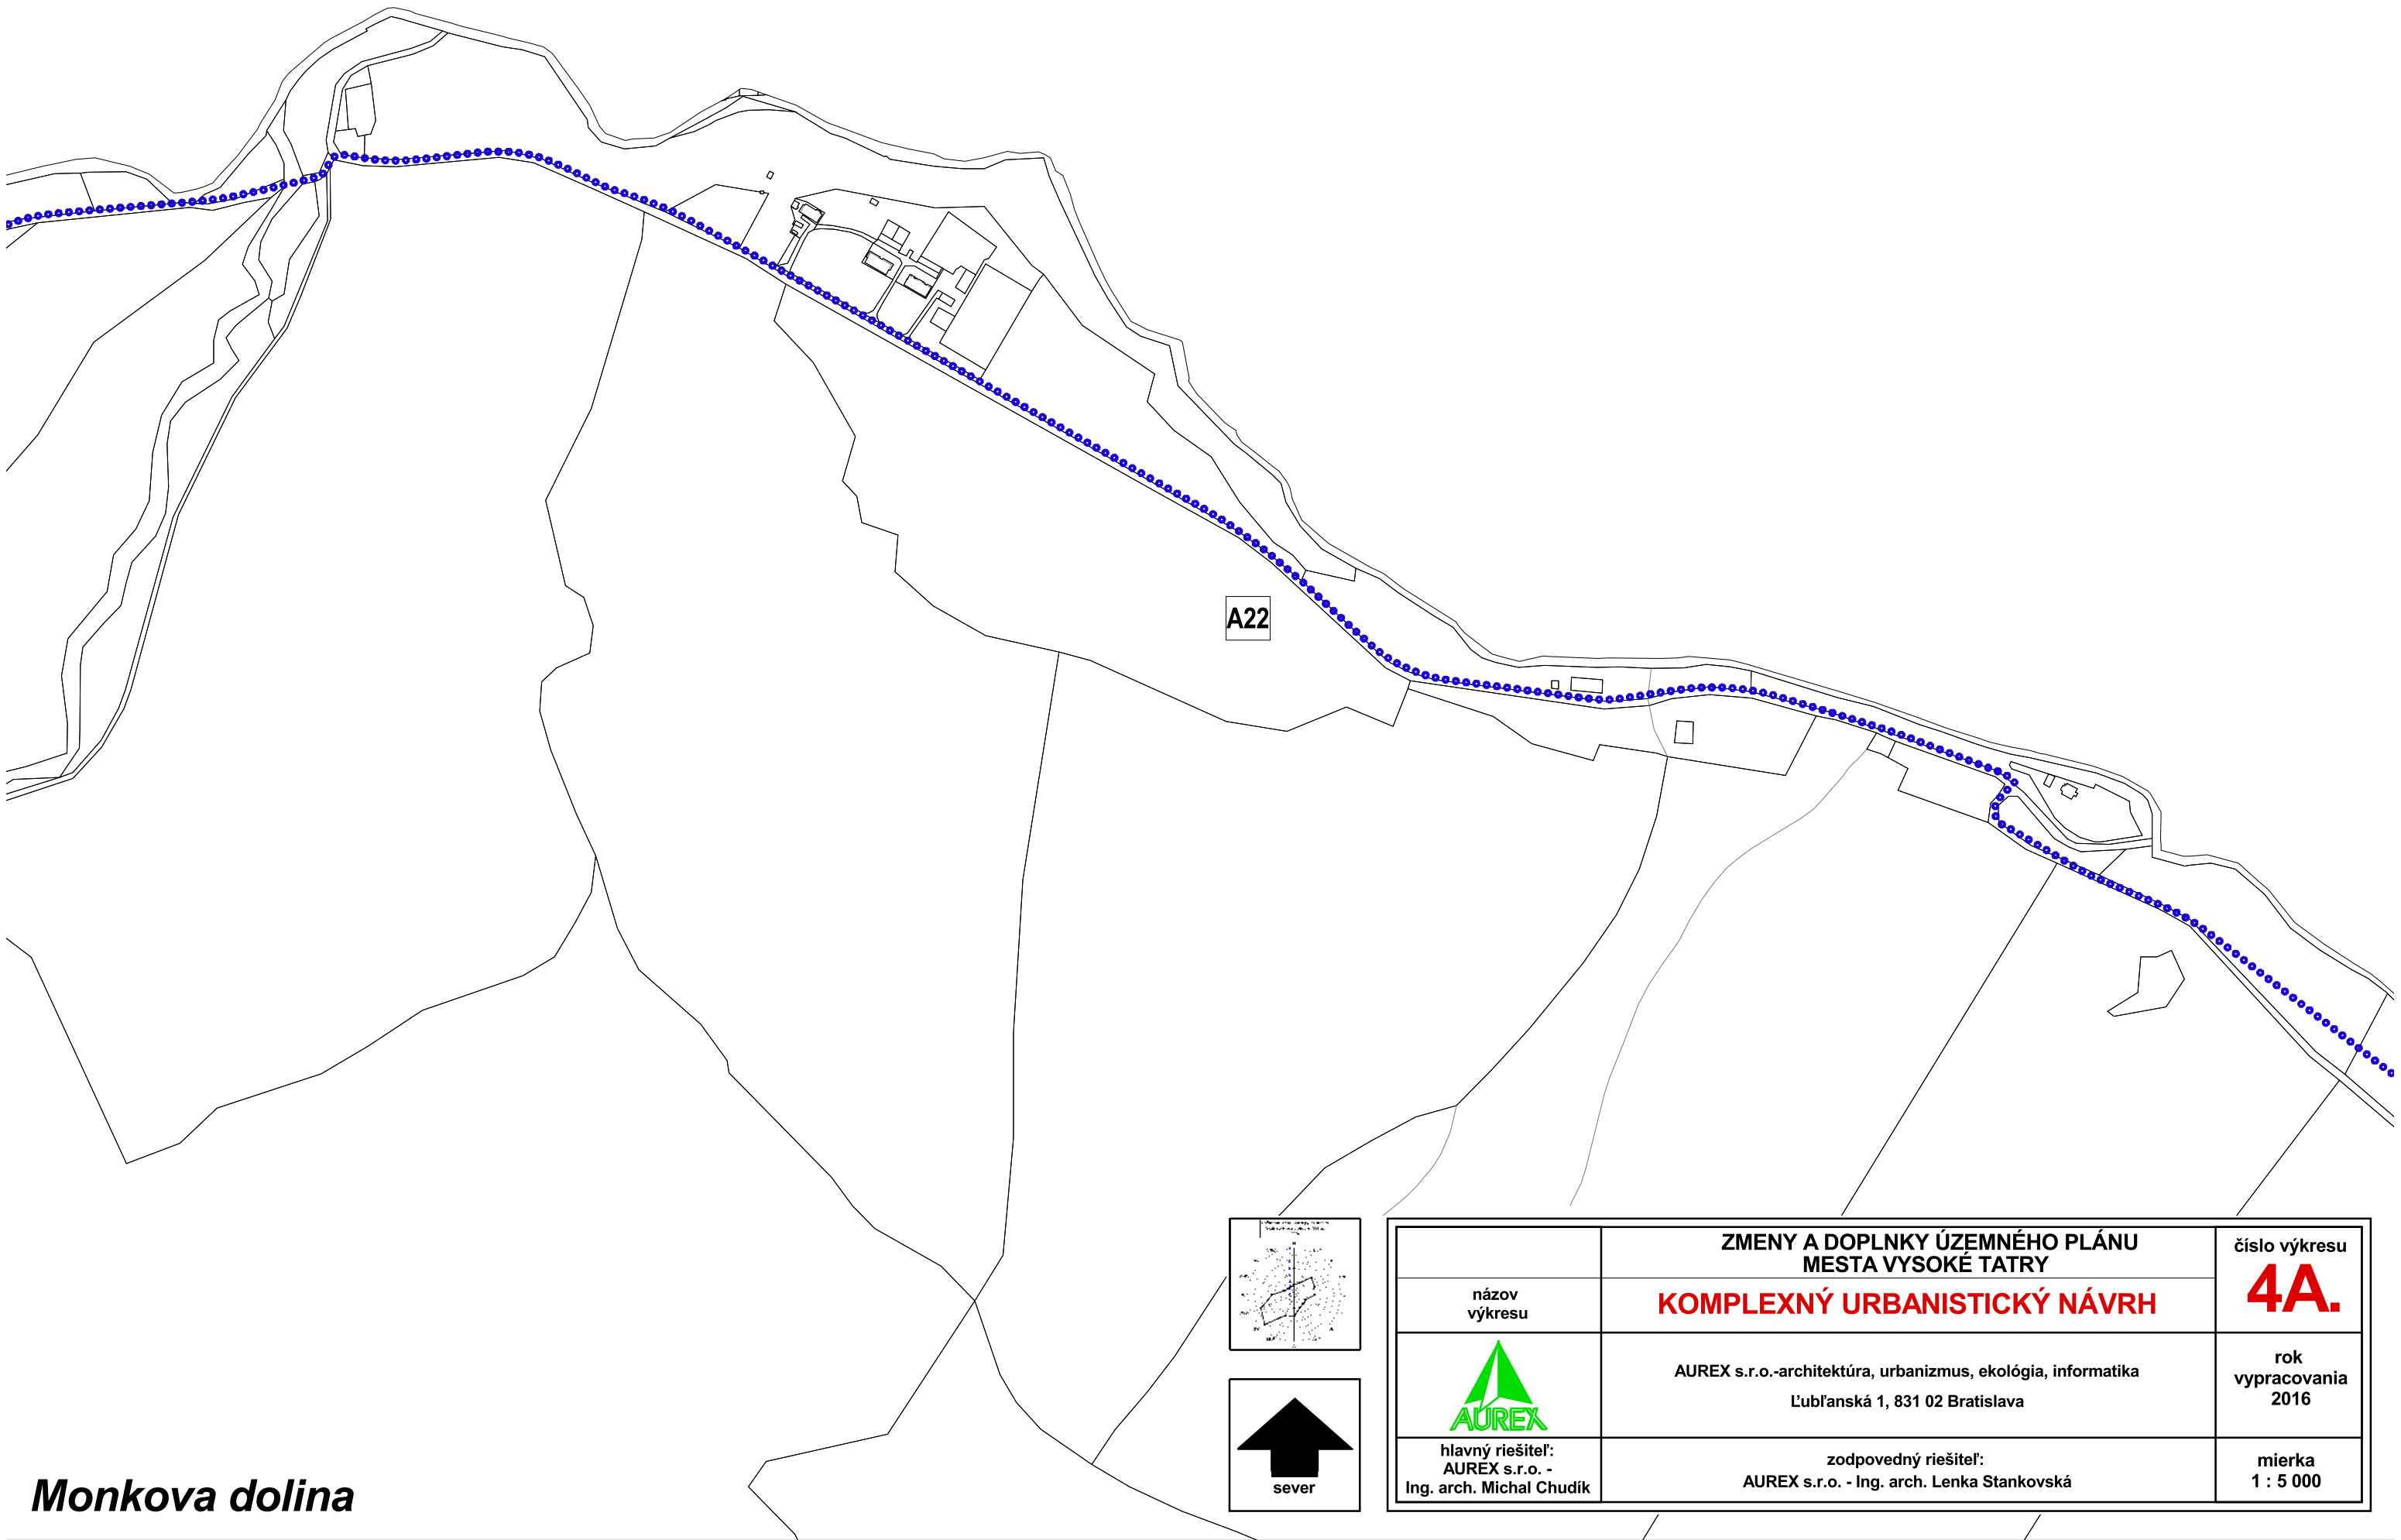 A22
ZMENY A DOPLNKY ÚZEMNÉHO PLÁNU
MESTA VYSOKÉ TATRY
číslo výkresu
4A.
názov
výkresu
KOMPLEXNÝ URBANISTICKÝ NÁVRH
AUREX
AUREX s.r.o.-architektúra, urbanizmus, ekológia, informatika
Ľubľanská 1, 831 02 Bratislava
rok
vypracovania
2016
hlavný riešiteľ:
AUREX s.r.o. -
Ing. arch. Michal Chudík
zodpovedný riešiteľ:
AUREX s.r.o. - Ing. arch. Lenka Stankovská
mierka
1 : 5 000
sever
Monkova dolina